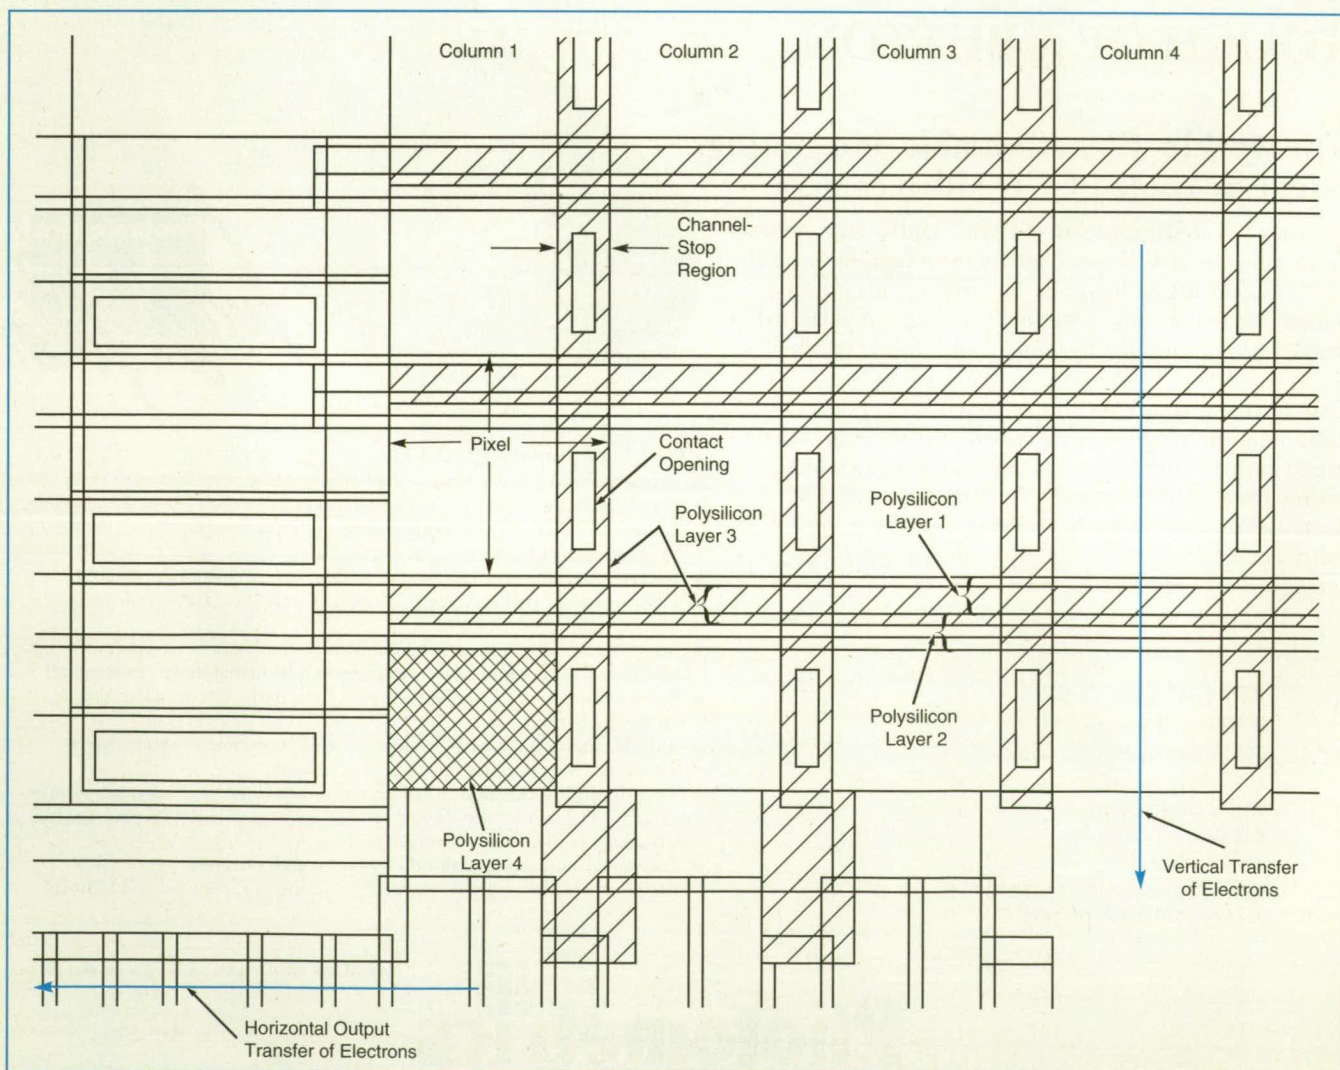 Column 1
Column 2
Column 3
Column 4
Channel-
Stop
Region
Pixel
Contact
Opening
Polysilicon
Layer 3
Polysilicon
Layer 1
Polysilicon
Layer 2
Polysilicon
Layer 4
Vertical Transfer
of Electrons
Horizontal Output
Transfer of Electrons